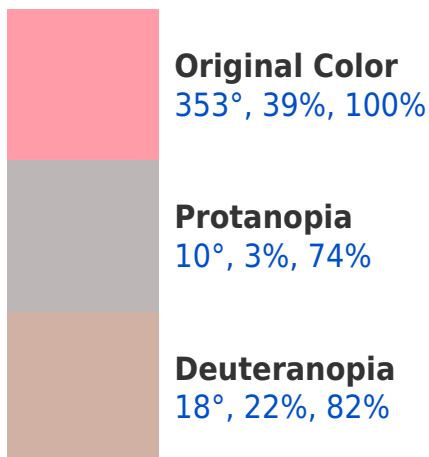 Original Color
353°, 39%, 100%
Protanopia
10°, 3%, 74%
Deuteranopia
18°, 22%, 82%